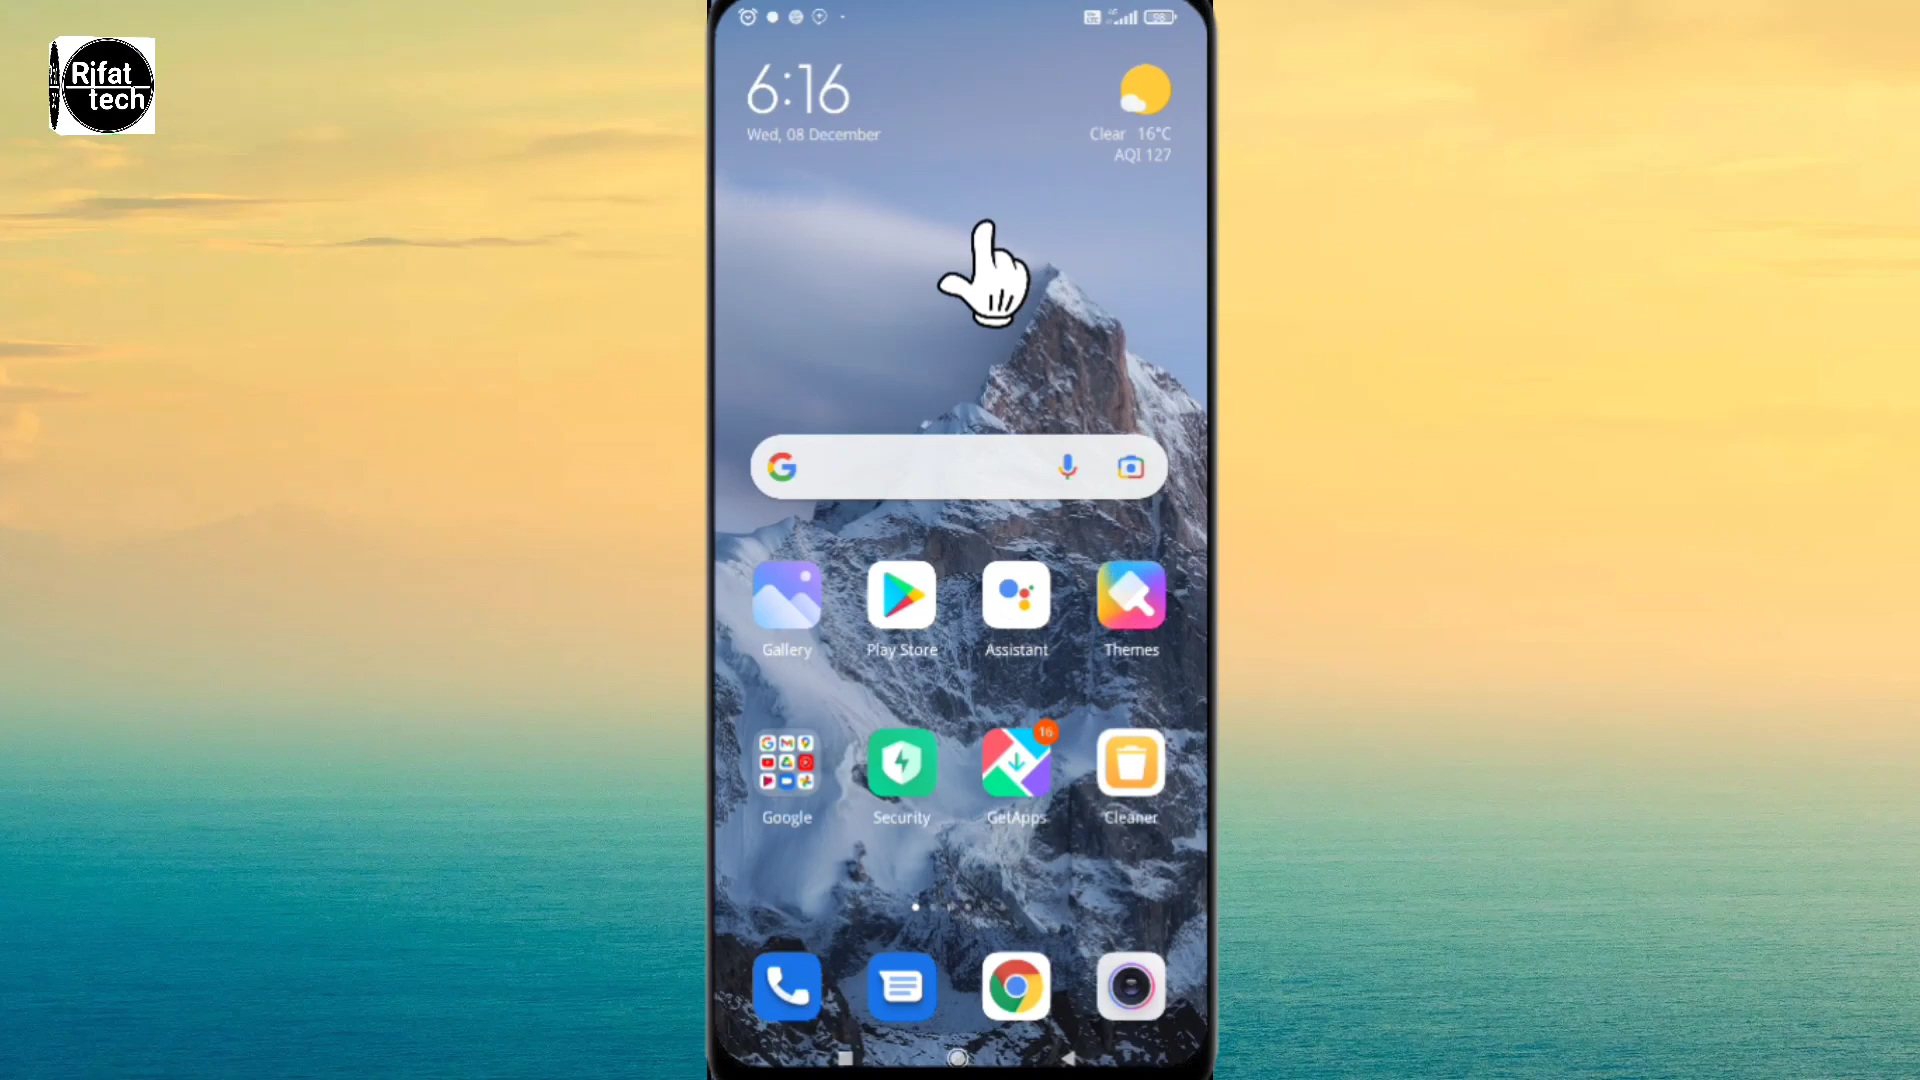 Rifat
tech
6:16
Wed, 08 December
Clear 16°C
AQI 127
98
Gallery
Play Store
Assistant
Themes
16
Google
Security
GetApps
Cleaner